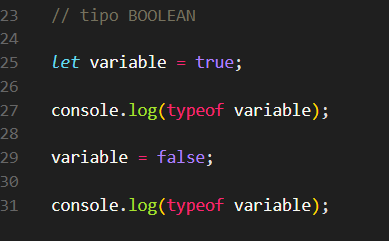 23 // tipo BOOLEAN
24
25 let variable = true;
26
27 console.log(typeof variable);
28
29 variable = false;
30
31 console.log(typeof variable);